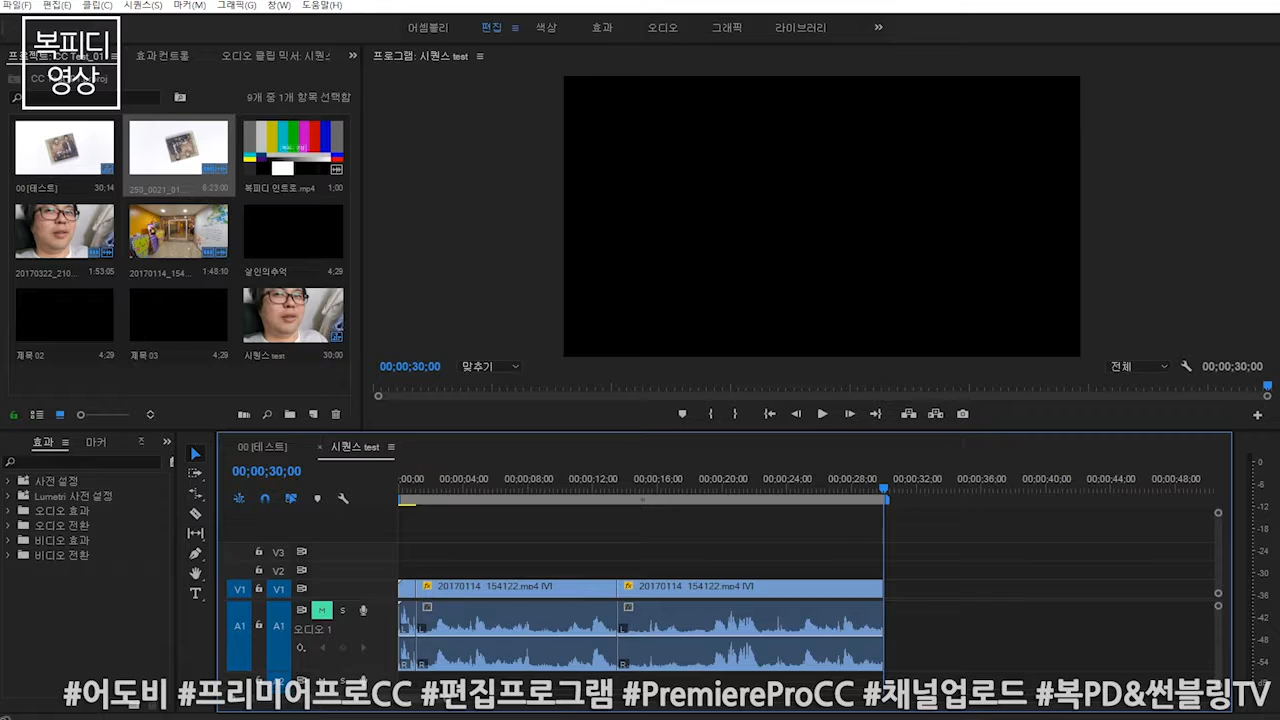 파일(F) 편집(E) 클립(C) 시퀀스(S) 마커(M) 그래픽(G) 창(W) 도움말(H)
복피디
영상
어셈블리 편집 색상 효과 오디오 그래픽 라이브러리
프로젝트: CC Test_01 효과 컨트롤 오디오 클립 믹서: 시퀀스
프로그램: 시퀀스 test
9개 중 1개 항목 선택함
00 [테스트] 30;14
250_0021_01... 6:23:00
복피디 인트로.mp4 1;00
20170322_210... 1:53:05
20170114_154... 1:48:10
살인의추억 4;29
제목 02 4;29
제목 03 4;29
시퀀스 test 30;00
00;00;30;00 맞추기 전체 00;00;30;00
효과 마커
사전 설정
Lumetri 사전 설정
오디오 효과
오디오 전환
비디오 효과
비디오 전환
00 [테스트] × 시퀀스 test
00;00;30;00
;00;00 00;00;04;00 00;00;08;00 00;00;12;00 00;00;16;00 00;00;20;00 00;00;24;00 00;00;28;00 00;00;32;00 00;00;36;00 00;00;40;00 00;00;44;00 00;00;48;00
V3
V2
V1 V1 fx 20170114_154122.mp4 [V] fx 20170114_154122.mp4 [V]
A1 A1 M S
오디오 1
L L L
R R R
0
-6
-12
-18
-24
-30
-36
-42
-48
-54
#어도비 #프리미어프로CC #편집프로그램 #PremiereProCC #채널업로드 #복PD&썬블링TV